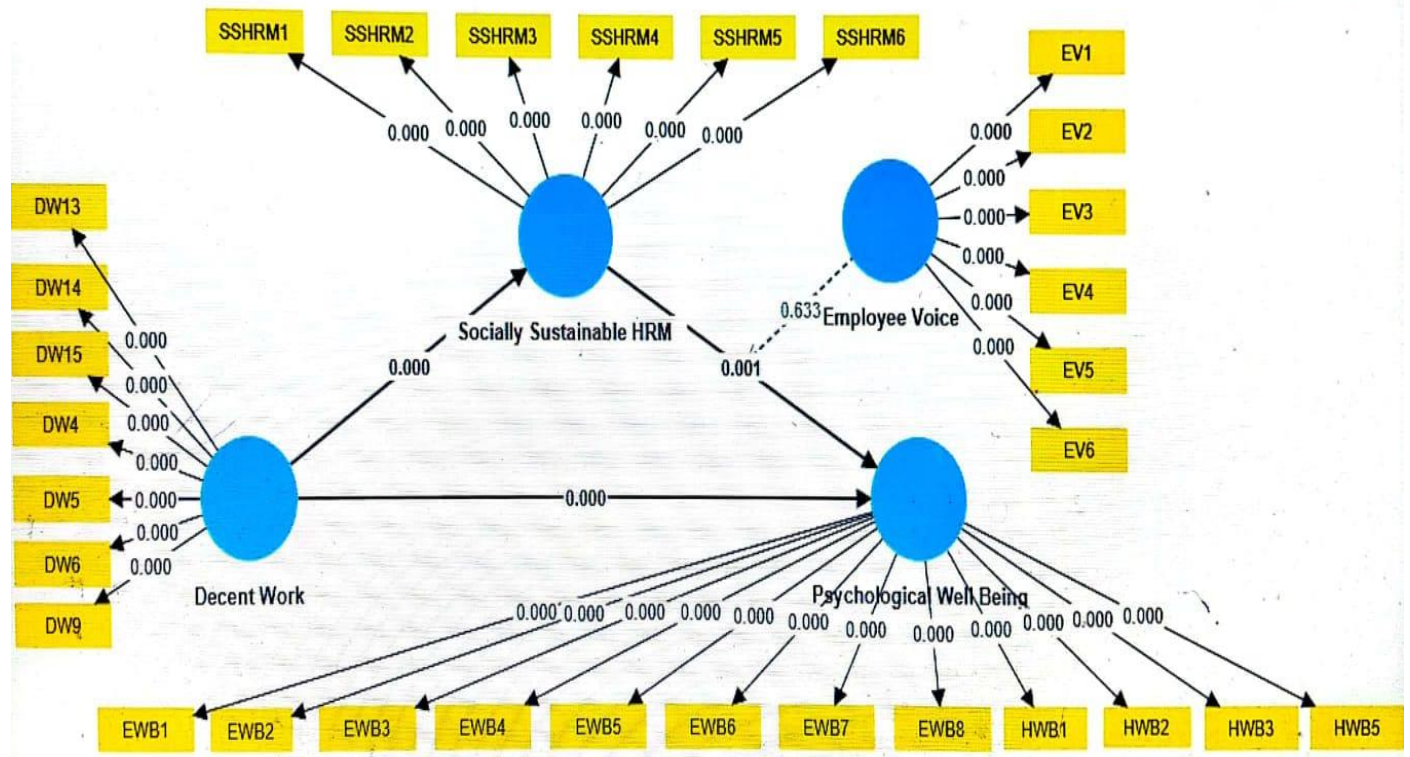 SSHRM1 SSHRM2 SSHRM3 SSHRM4 SSHRM5 SSHRM6
EV1
EV2
EV3
EV4
EV5
EV6
0.000 0.000 0.000 0.000 0.000 0.000
0.000
0.000
0.000
0.000
0.000
0.000
DW13
DW14
DW15
DW4
DW5
DW6
DW9
0.000
0.000
0.000
0.000
0.000
0.000
0.000
Socially Sustainable HRM
0.633 Employee Voice
0.000
0.001
0.000
Decent Work
Psychological Well Being
0.000 0.000 0.000 0.000 0.000 0.000 0.000 0.000 0.000 0.000 0.000 0.000
EWB1 EWB2 EWB3 EWB4 EWB5 EWB6 EWB7 EWB8 HWB1 HWB2 HWB3 HWB5